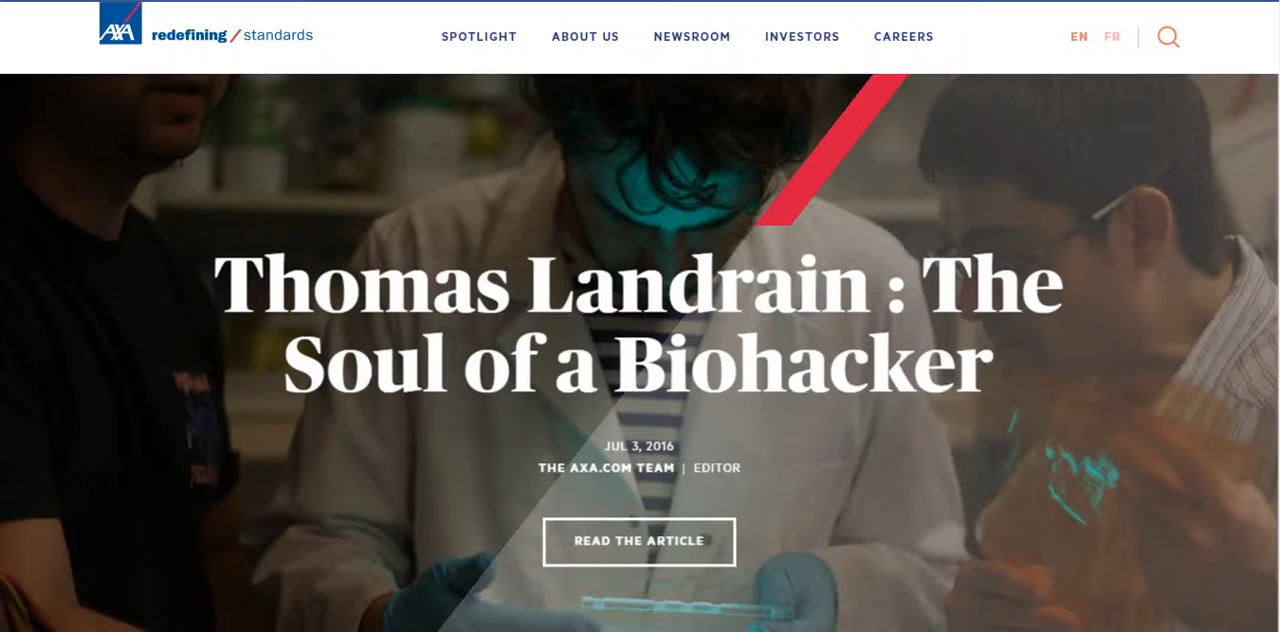 AXA redefining / standards
SPOTLIGHT ABOUT US NEWSROOM INVESTORS CAREERS
EN FR
Thomas Landrain : The
Soul of a Biohacker
JUL 3, 2016
THE AXA.COM TEAM | EDITOR
READ THE ARTICLE